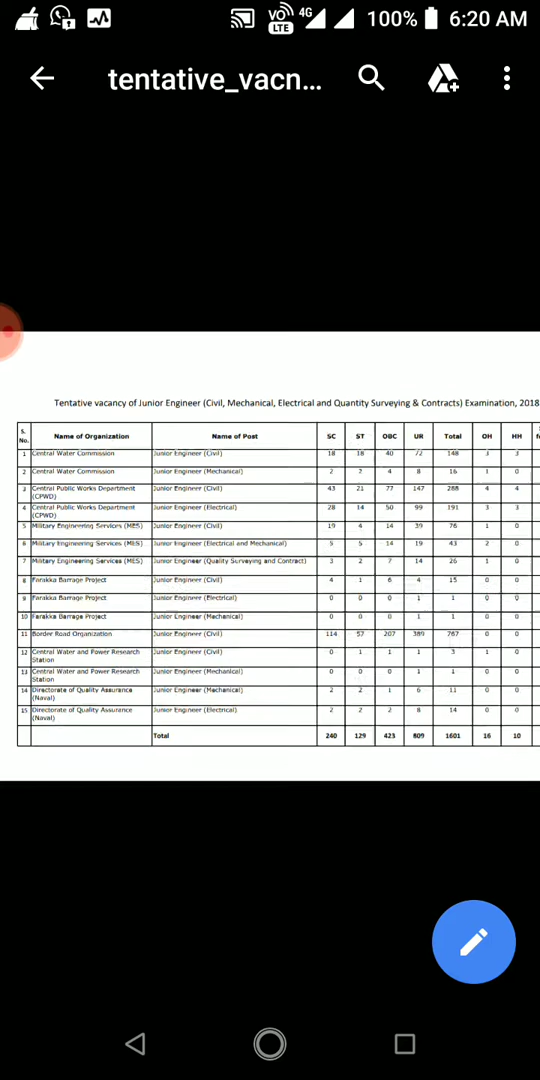 VO LTE 4G 100% 6:20 AM
tentative_vacn...
Tentative vacancy of Junior Engineer (Civil, Mechanical, Electrical and Quantity Surveying & Contracts) Examination, 2018
S. No. Name of Organization Name of Post SC ST OBC UR Total OH HH
1 Central Water Commission Junior Engineer (Civil) 18 18 40 72 148 3 3
2 Central Water Commission Junior Engineer (Mechanical) 2 2 4 8 16 1 0
3 Central Public Works Department (CPWD) Junior Engineer (Civil) 43 21 77 147 288 4 4
4 Central Public Works Department (CPWD) Junior Engineer (Electrical) 28 14 50 99 191 3 3
5 Military Engineering Services (MES) Junior Engineer (Civil) 19 4 14 39 76 1 0
6 Military Engineering Services (MES) Junior Engineer (Electrical and Mechanical) 5 5 14 19 43 2 0
7 Military Engineering Services (MES) Junior Engineer (Quality Surveying and Contract) 3 2 7 14 26 1 0
8 Farakka Barrage Project Junior Engineer (Civil) 4 1 6 4 15 0 0
9 Farakka Barrage Project Junior Engineer (Electrical) 0 0 0 1 1 0 0
10 Farakka Barrage Project Junior Engineer (Mechanical) 0 0 0 1 1 0 0
11 Border Road Organization Junior Engineer (Civil) 114 57 207 389 767 0 0
12 Central Water and Power Research Station Junior Engineer (Civil) 0 1 1 1 3 1 0
13 Central Water and Power Research Station Junior Engineer (Mechanical) 0 0 0 1 1 0 0
14 Directorate of Quality Assurance (Naval) Junior Engineer (Mechanical) 2 2 1 6 11 0 0
15 Directorate of Quality Assurance (Naval) Junior Engineer (Electrical) 2 2 2 8 14 0 0
Total 240 129 423 809 1601 16 10